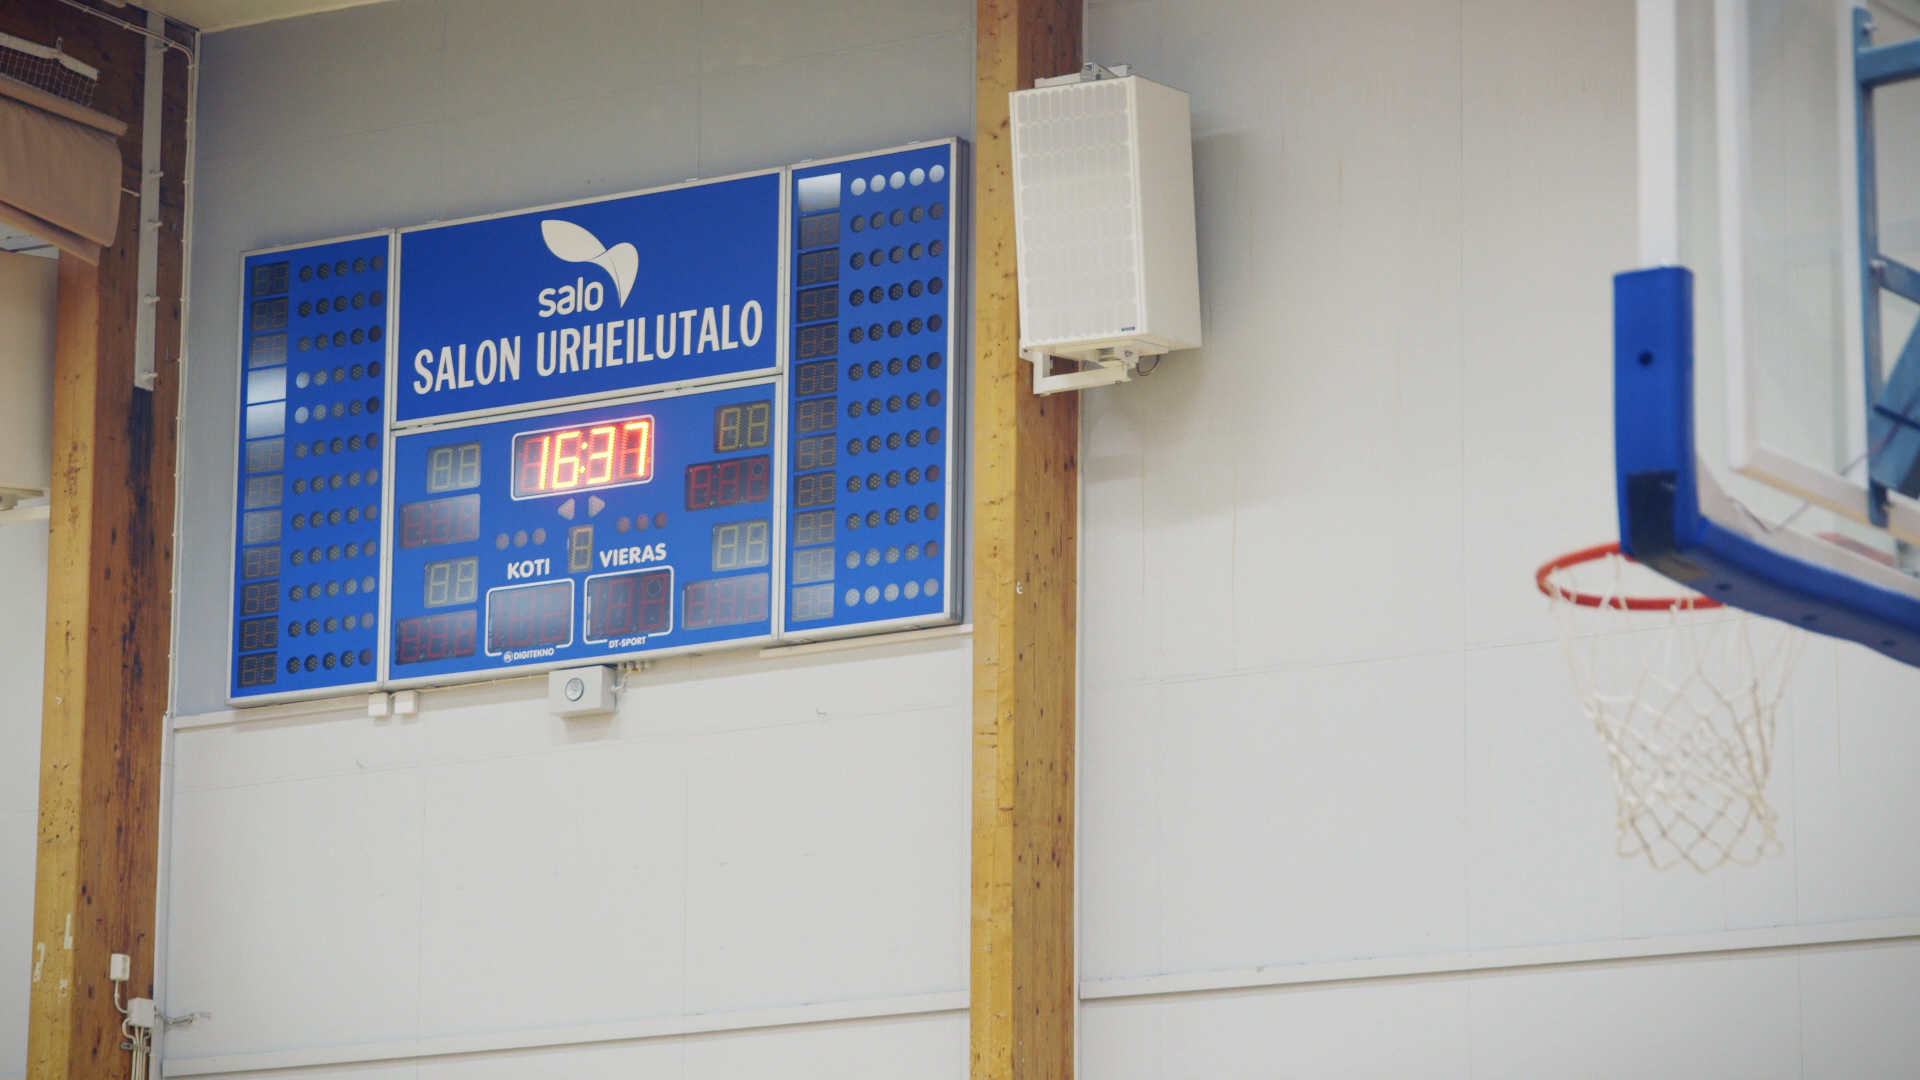 salo
SALON URHEILUTALO
16:37
KOTI
VIERAS
DIGITEKNO
DT-SPORT